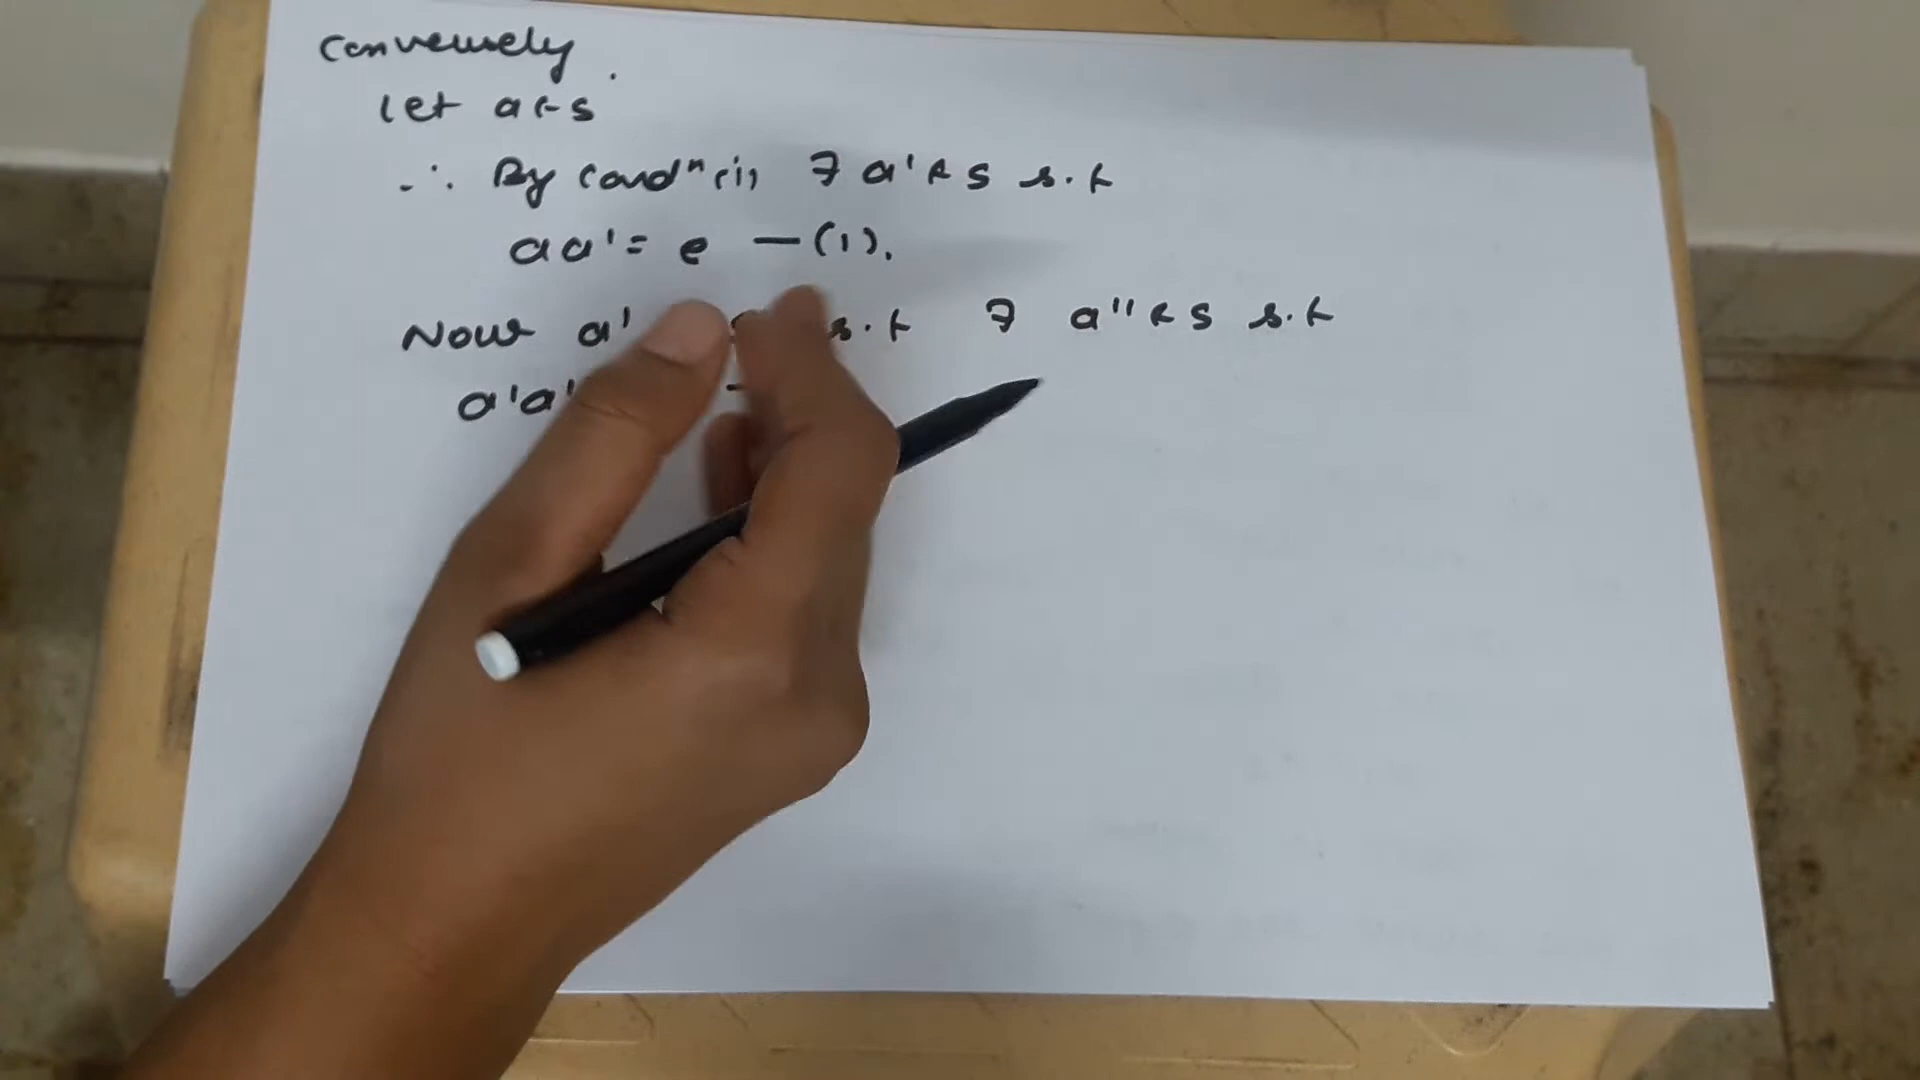 Conversely.
Let a ∈ S
∴ By condⁿ (i) ∃ a' ∈ S s.t
aa' = e — (1).
Now a' s.t ∃ a'' ∈ S s.t
a'a'